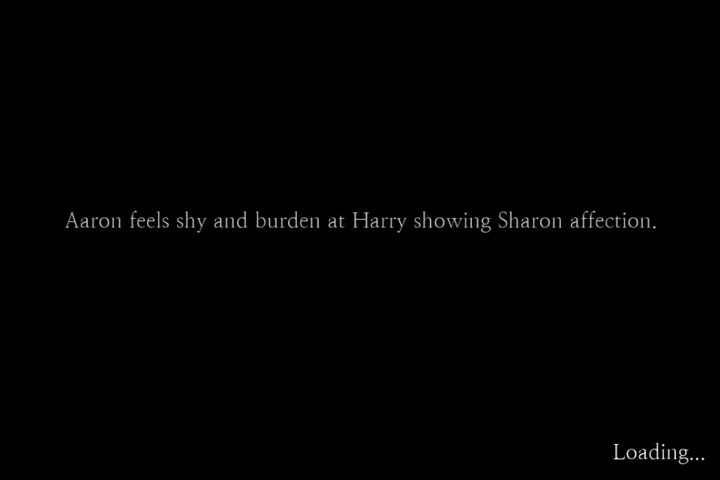 Aaron feels shy and burden at Harry showing Sharon affection.
Loading...